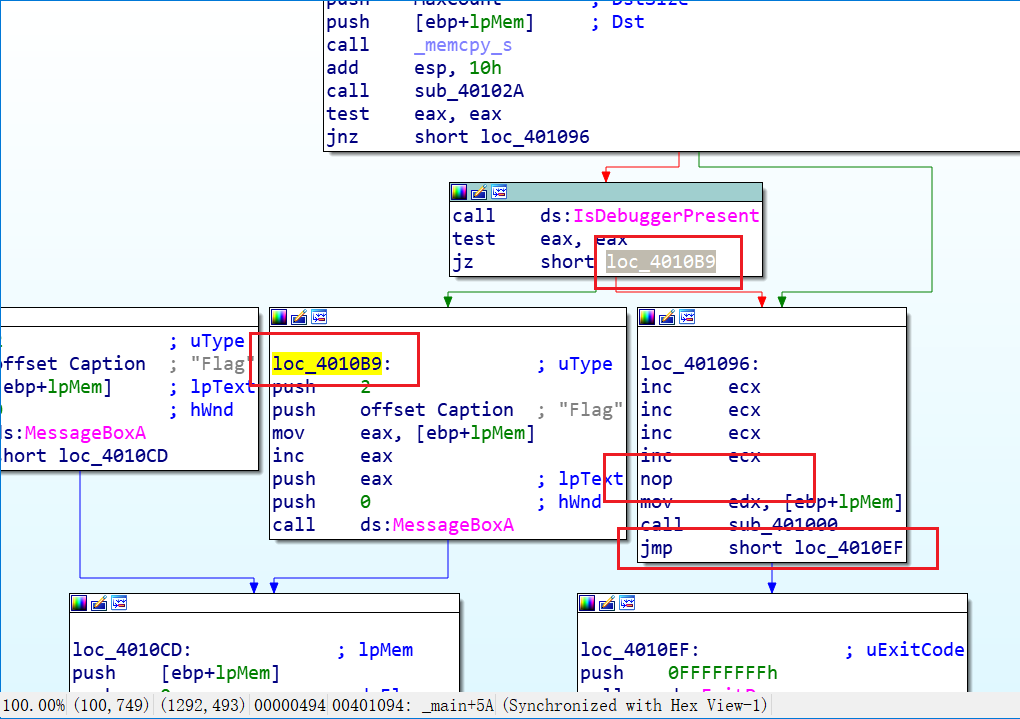 push    [ebp+lpMem]    ; Dst
call    _memcpy_s
add    esp, 10h
call    sub_40102A
test    eax, eax
jnz    short loc_401096
call    ds:IsDebuggerPresent
test    eax, eax
jz    short loc_4010B9
; uType
offset Caption  ; "Flag"
[ebp+lpMem]    ; lpText
; hWnd
ds:MessageBoxA
short loc_4010CD
loc_4010B9:    ; uType
push    2
push    offset Caption  ; "Flag"
mov    eax, [ebp+lpMem]
inc    eax
push    eax    ; lpText
push    0    ; hWnd
call    ds:MessageBoxA
loc_401096:
inc    ecx
inc    ecx
inc    ecx
inc    ecx
nop
mov    edx, [ebp+lpMem]
call    sub_401000
jmp    short loc_4010EF
loc_4010CD:    ; lpMem
push    [ebp+lpMem]
loc_4010EF:    ; uExitCode
push    0FFFFFFFFh
100.00% (100,749) (1292,493) 00000494 00401094: _main+5A (Synchronized with Hex View-1)